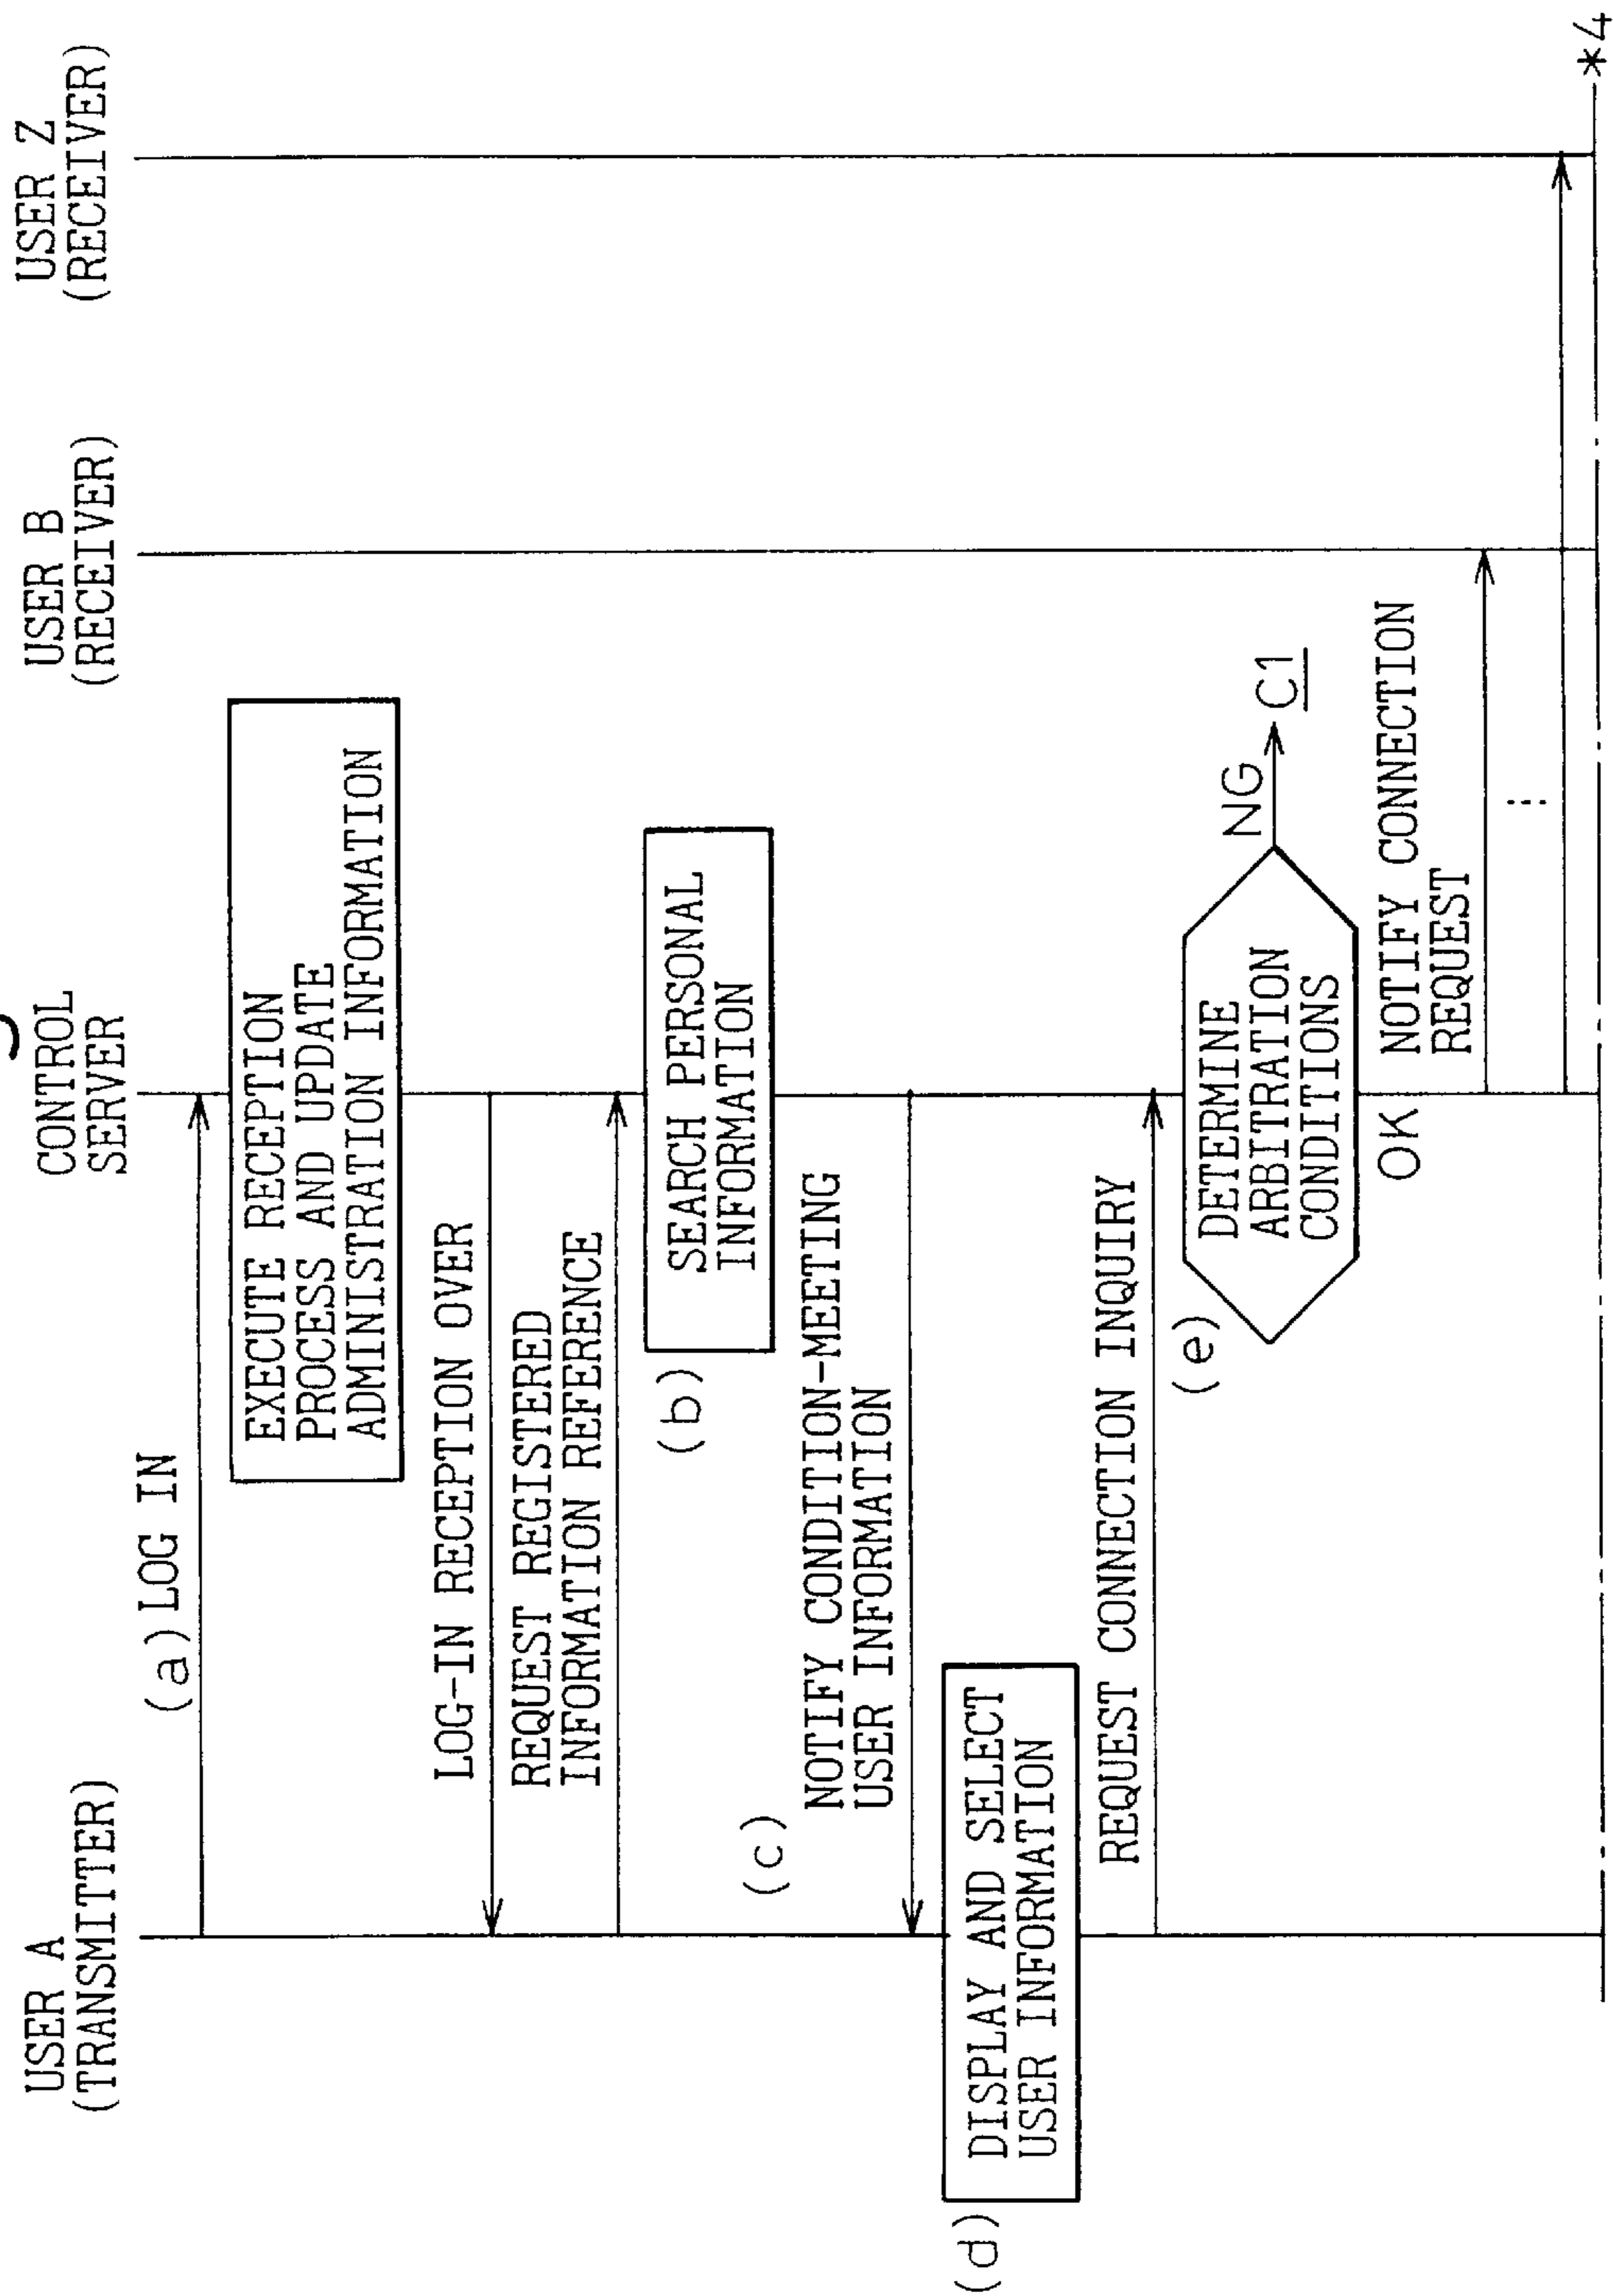 USER A
(TRANSMITTER)
CONTROL
SERVER
USER B
(RECEIVER)
USER Z
(RECEIVER)
(a) LOG IN
EXECUTE RECEPTION
PROCESS AND UPDATE
ADMINISTRATION INFORMATION
LOG-IN RECEPTION OVER
REQUEST REGISTERED
INFORMATION REFERENCE
(b)
SEARCH PERSONAL
INFORMATION
(c)
NOTIFY CONDITION-MEETING
USER INFORMATION
(d)
DISPLAY AND SELECT
USER INFORMATION
REQUEST CONNECTION INQUIRY
(e)
DETERMINE
ARBITRATION
CONDITIONS
NG
C1
OK
NOTIFY CONNECTION
REQUEST
*4